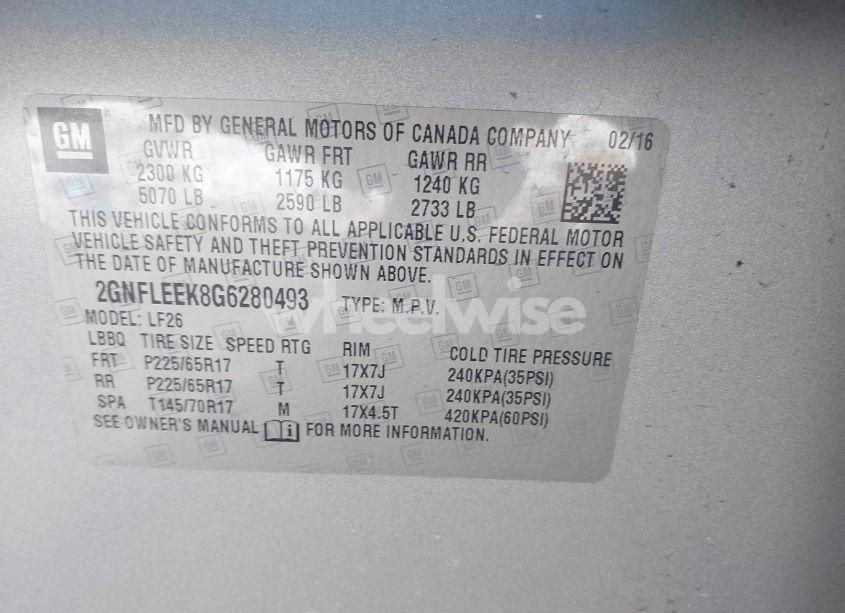 GM MFD BY GENERAL MOTORS OF CANADA COMPANY 02/16
GVWR GAWR FRT GAWR RR
2300 KG 1175 KG 1240 KG
5070 LB 2590 LB 2733 LB
THIS VEHICLE CONFORMS TO ALL APPLICABLE U.S. FEDERAL MOTOR
VEHICLE SAFETY AND THEFT PREVENTION STANDARDS IN EFFECT ON
THE DATE OF MANUFACTURE SHOWN ABOVE.
2GNFLEEK8G6280493 TYPE: M.P.V.
wheelwise
MODEL: LF26
LBBQ TIRE SIZE SPEED RTG RIM COLD TIRE PRESSURE
FRT P225/65R17 T 17X7J 240KPA(35PSI)
RR P225/65R17 T 17X7J 240KPA(35PSI)
SPA T145/70R17 M 17X4.5T 420KPA(60PSI)
SEE OWNER'S MANUAL FOR MORE INFORMATION.